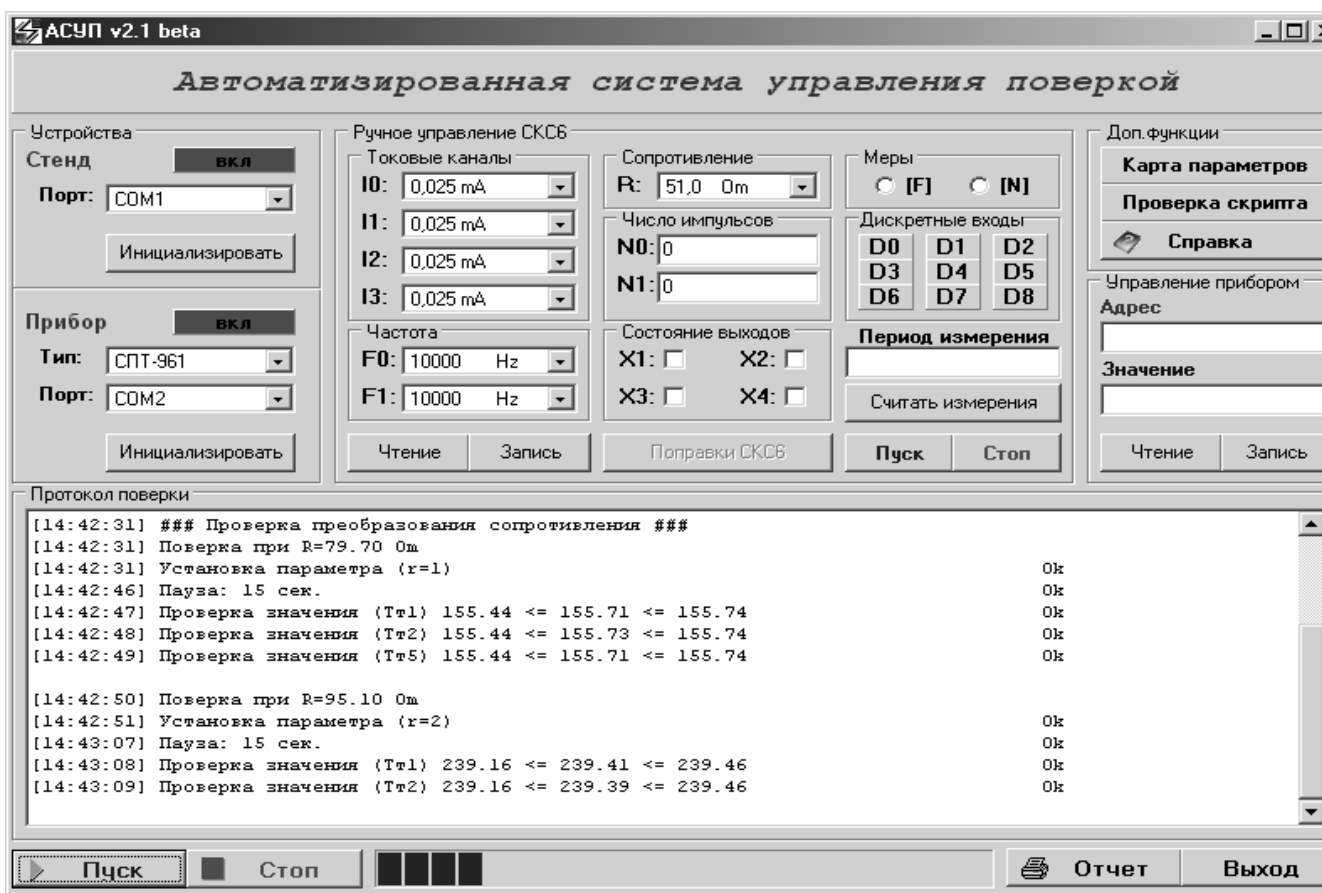 АСУП v2.1 beta
Автоматизированная система управления поверкой
Устройства
Стенд вкл
Порт: COM1
Инициализировать
Прибор вкл
Тип: СПТ-961
Порт: COM2
Инициализировать
Ручное управление СКС6
Токовые каналы
I0: 0,025 mA
I1: 0,025 mA
I2: 0,025 mA
I3: 0,025 mA
Частота
F0: 10000 Hz
F1: 10000 Hz
Чтение Запись
Сопротивление
R: 51,0 Om
Число импульсов
N0: 0
N1: 0
Состояние выходов
X1: X2:
X3: X4:
Поправки СКС6
Меры
[F] [N]
Дискретные входы
D0 D1 D2
D3 D4 D5
D6 D7 D8
Период измерения
Считать измерения
Пуск Стоп
Доп.функции
Карта параметров
Проверка скрипта
Справка
Управление прибором
Адрес
Значение
Чтение Запись
Протокол поверки
[14:42:31] ### Проверка преобразования сопротивления ###
[14:42:31] Поверка при R=79.70 Om
[14:42:31] Установка параметра (r=1) Ok
[14:42:46] Пауза: 15 сек. Ok
[14:42:47] Проверка значения (Тт1) 155.44 <= 155.71 <= 155.74 Ok
[14:42:48] Проверка значения (Тт2) 155.44 <= 155.73 <= 155.74 Ok
[14:42:49] Проверка значения (Тт5) 155.44 <= 155.71 <= 155.74 Ok
[14:42:50] Поверка при R=95.10 Om
[14:42:51] Установка параметра (r=2) Ok
[14:43:07] Пауза: 15 сек. Ok
[14:43:08] Проверка значения (Тт1) 239.16 <= 239.41 <= 239.46 Ok
[14:43:09] Проверка значения (Тт2) 239.16 <= 239.39 <= 239.46 Ok
Пуск Стоп Отчет Выход